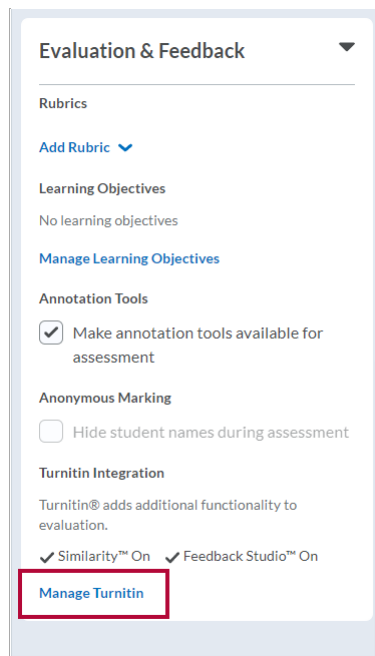 Evaluation & Feedback
Rubrics
Add Rubric
Learning Objectives
No learning objectives
Manage Learning Objectives
Annotation Tools
Make annotation tools available for
assessment
Anonymous Marking
Hide student names during assessment
Turnitin Integration
Turnitin® adds additional functionality to
evaluation.
Similarity™ On Feedback Studio™ On
Manage Turnitin